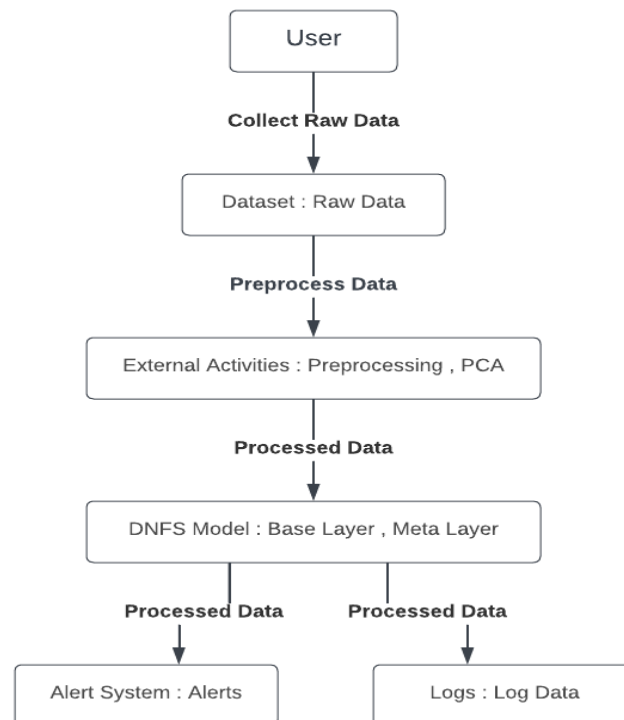 User
Collect Raw Data
Dataset : Raw Data
Preprocess Data
External Activities : Preprocessing , PCA
Processed Data
DNFS Model : Base Layer , Meta Layer
Processed Data Processed Data
Alert System : Alerts Logs : Log Data